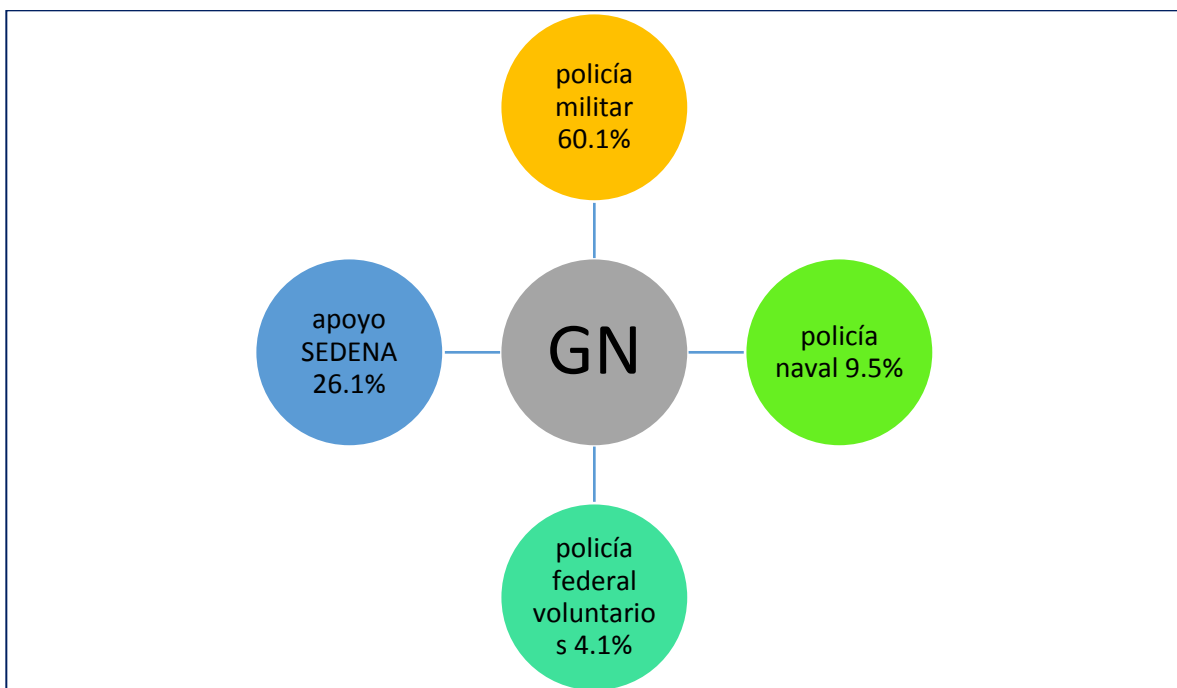 policía
militar
60.1%
apoyo
SEDENA
26.1%
GN
policía
naval 9.5%
policía
federal
voluntario
s 4.1%